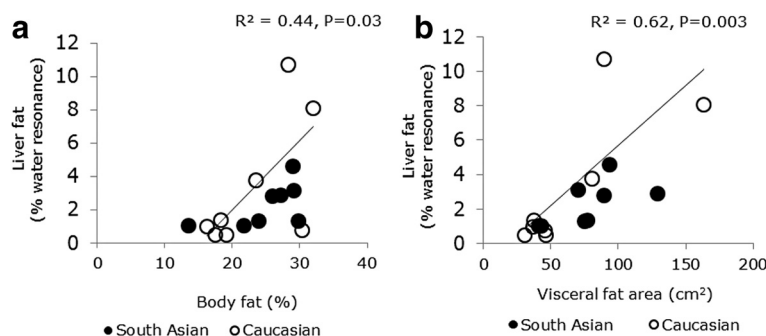 a
R² = 0.44, P=0.03
12
10
8
6
4
2
0
Liver fat
(% water resonance)
0 10 20 30 40
Body fat (%)
South Asian Caucasian
b
R² = 0.62, P=0.003
12
10
8
6
4
2
0
Liver fat
(% water resonance)
0 50 100 150 200
Visceral fat area (cm²)
South Asian Caucasian